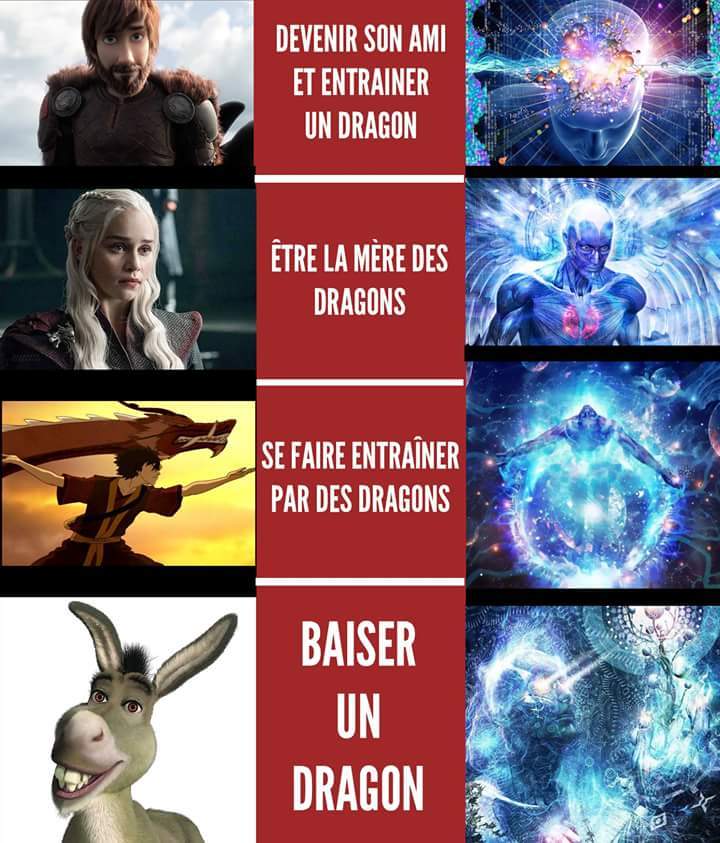 DEVENIR SON AMI
ET ENTRAINER
UN DRAGON
ÊTRE LA MÈRE DES
DRAGONS
SE FAIRE ENTRAÎNER
PAR DES DRAGONS
BAISER
UN
DRAGON